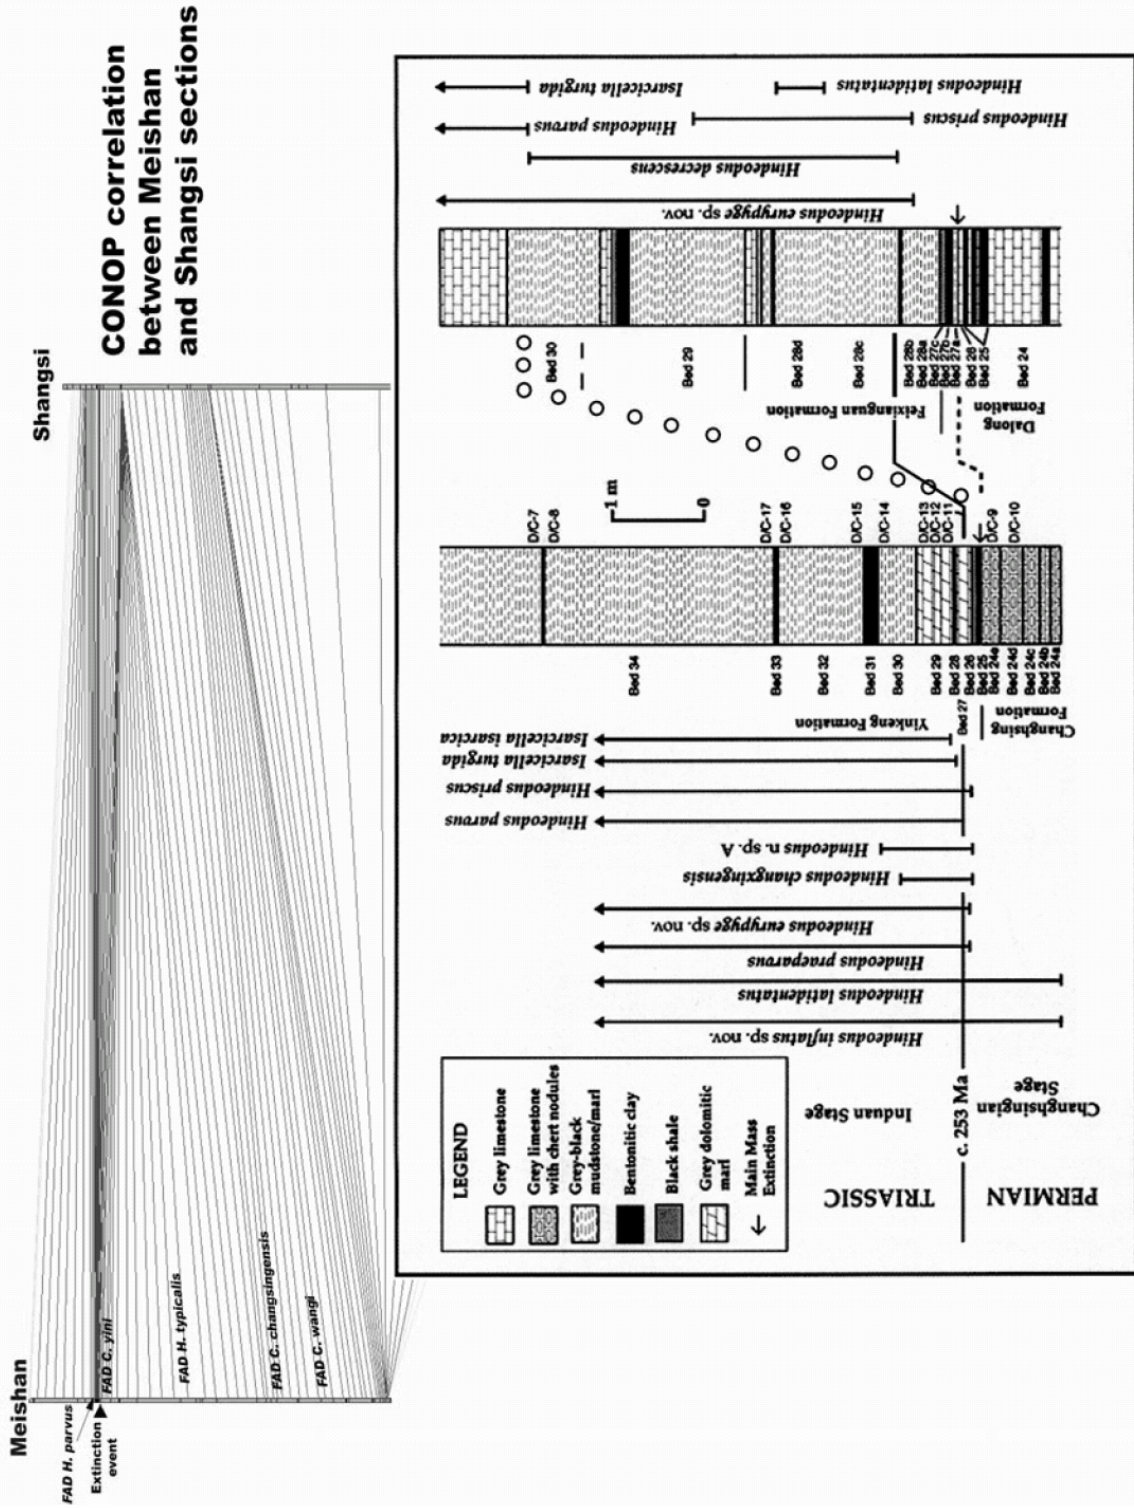 CONOP correlation
between Meishan
and Shangsi sections
Shangsi
Meishan
FAD H. parvus
Extinction
event
FAD C. yini
FAD H. typicalis
FAD C. changsingensis
FAD C. wangi
Isarcicella turgida
Hindeodus latidentatus
Hindeodus parvus
Hindeodus priscus
Hindeodus decrescens
Hindeodus eurypyge sp. nov.
Bed 30
Bed 29
Bed 28d
Bed 28c
Bed 28b
Bed 28a
Bed 27c
Bed 27b
Bed 27a
Bed 26
Bed 25
Bed 24
Feixianguan Formation
Dalong
Formation
1 m
0
D/C-7
D/C-8
D/C-17
D/C-16
D/C-15
D/C-14
D/C-13
D/C-12
D/C-11
D/C-9
D/C-10
Bed 34
Bed 33
Bed 32
Bed 31
Bed 30
Bed 29
Bed 28
Bed 27
Bed 26
Bed 25
Bed 24e
Bed 24d
Bed 24c
Bed 24b
Bed 24a
Yinkeng Formation
Changhsing
Formation
Isarcicella isarcica
Isarcicella turgida
Hindeodus priscus
Hindeodus parvus
Hindeodus n. sp. A
Hindeodus changxingensis
Hindeodus eurypyge sp. nov.
Hindeodus praeparvus
Hindeodus latidentatus
Hindeodus inflatus sp. nov.
LEGEND
Grey limestone
Grey limestone
with chert nodules
Grey-black
mudstone/marl
Bentonitic clay
Black shale
Grey dolomitic
marl
Main Mass
Extinction
Induan Stage
c. 253 Ma
Changhsingian
Stage
TRIASSIC
PERMIAN